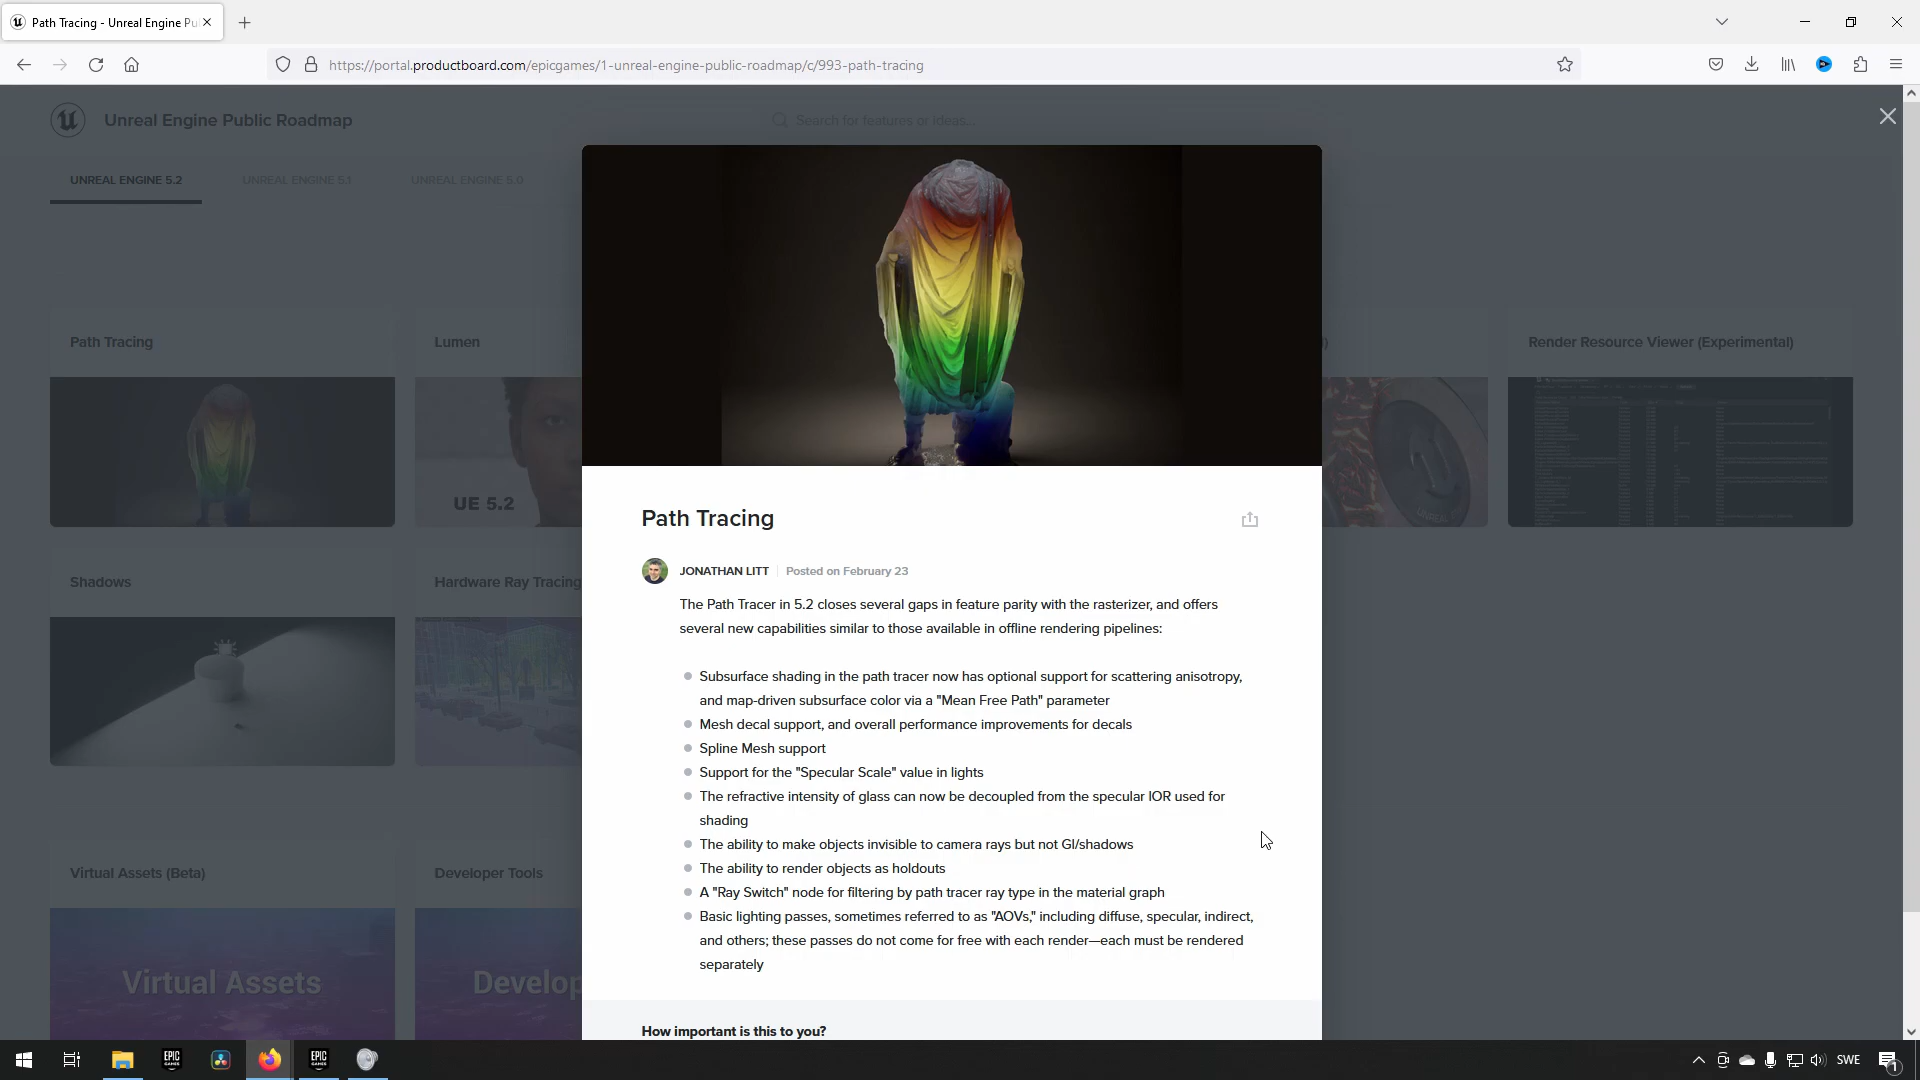 Path Tracing - Unreal Engine Pu
https://portal.productboard.com/epicgames/1-unreal-engine-public-roadmap/c/993-path-tracing
Unreal Engine Public Roadmap
Search for features or ideas...
UNREAL ENGINE 5.2
UNREAL ENGINE 5.1
UNREAL ENGINE 5.0
Path Tracing
Lumen
Render Resource Viewer (Experimental)
UE 5.2
Path Tracing
JONATHAN LITT
Posted on February 23
The Path Tracer in 5.2 closes several gaps in feature parity with the rasterizer, and offers
several new capabilities similar to those available in offline rendering pipelines:
Subsurface shading in the path tracer now has optional support for scattering anisotropy,
and map-driven subsurface color via a "Mean Free Path" parameter
Mesh decal support, and overall performance improvements for decals
Spline Mesh support
Support for the "Specular Scale" value in lights
The refractive intensity of glass can now be decoupled from the specular IOR used for
shading
The ability to make objects invisible to camera rays but not GI/shadows
The ability to render objects as holdouts
A "Ray Switch" node for filtering by path tracer ray type in the material graph
Basic lighting passes, sometimes referred to as "AOVs," including diffuse, specular, indirect,
and others; these passes do not come for free with each render—each must be rendered
separately
How important is this to you?
Shadows
Hardware Ray Tracing
Virtual Assets (Beta)
Developer Tools
Virtual Assets
Develop
EPIC
GAMES
EPIC
GAMES
SWE
1